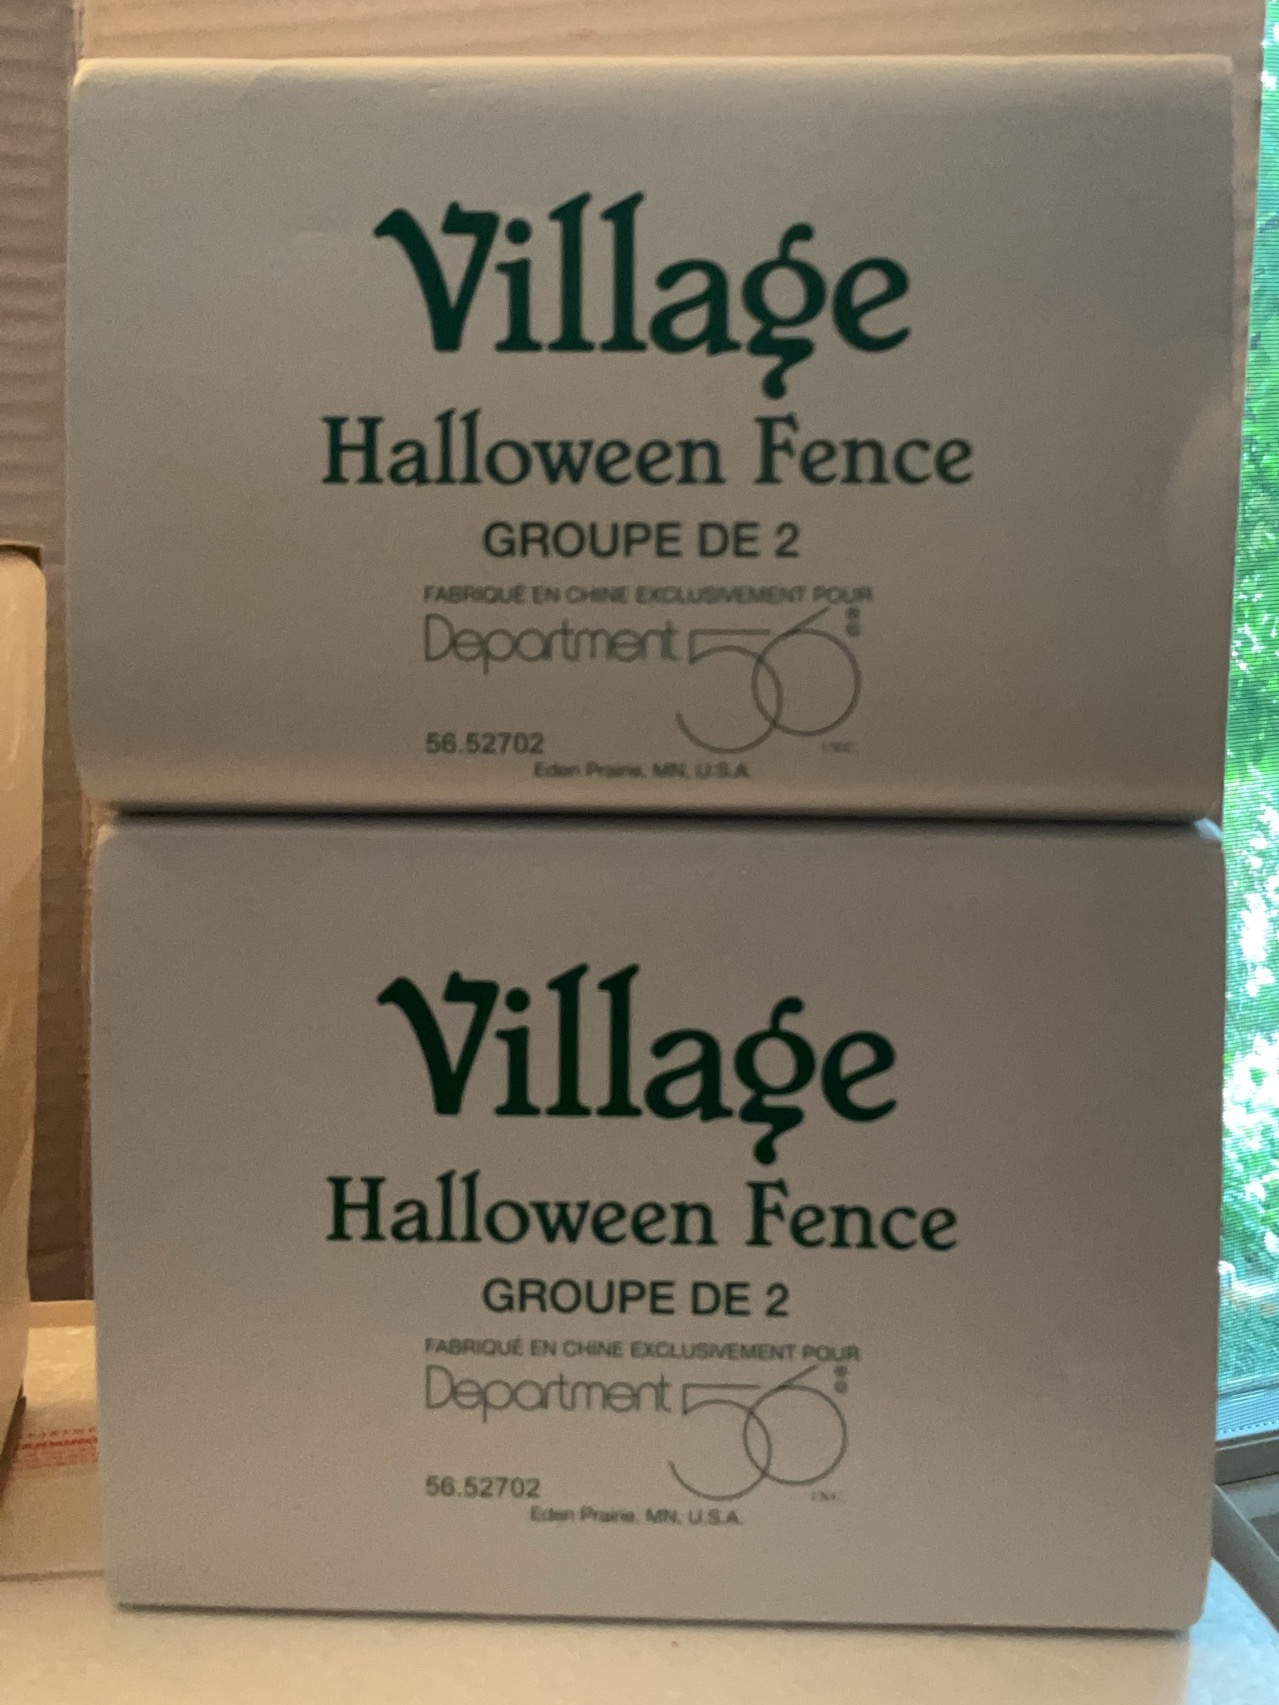 Village
Halloween Fence
GROUPE DE 2
FABRIQUÉ EN CHINE EXCLUSIVEMENT POUR
Department 56®
INC.
56.52702
Eden Prairie, MN, U.S.A.
Village
Halloween Fence
GROUPE DE 2
FABRIQUÉ EN CHINE EXCLUSIVEMENT POUR
Department 56®
INC.
56.52702
Eden Prairie, MN, U.S.A.